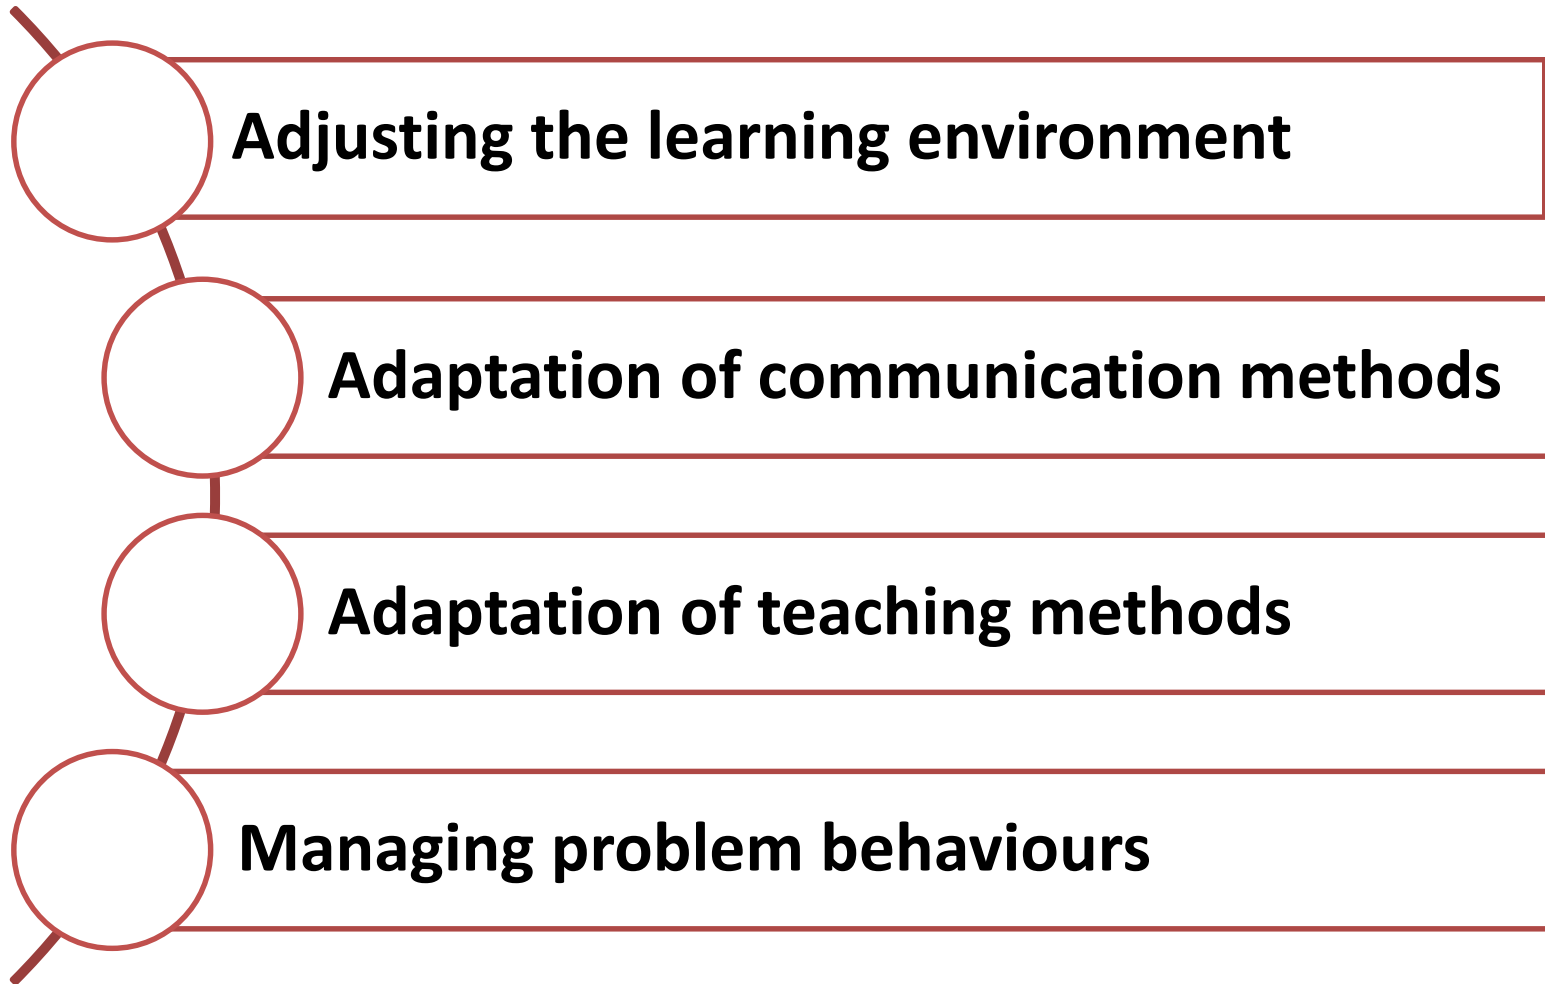 Adjusting the learning environment
Adaptation of communication methods
Adaptation of teaching methods
Managing problem behaviours